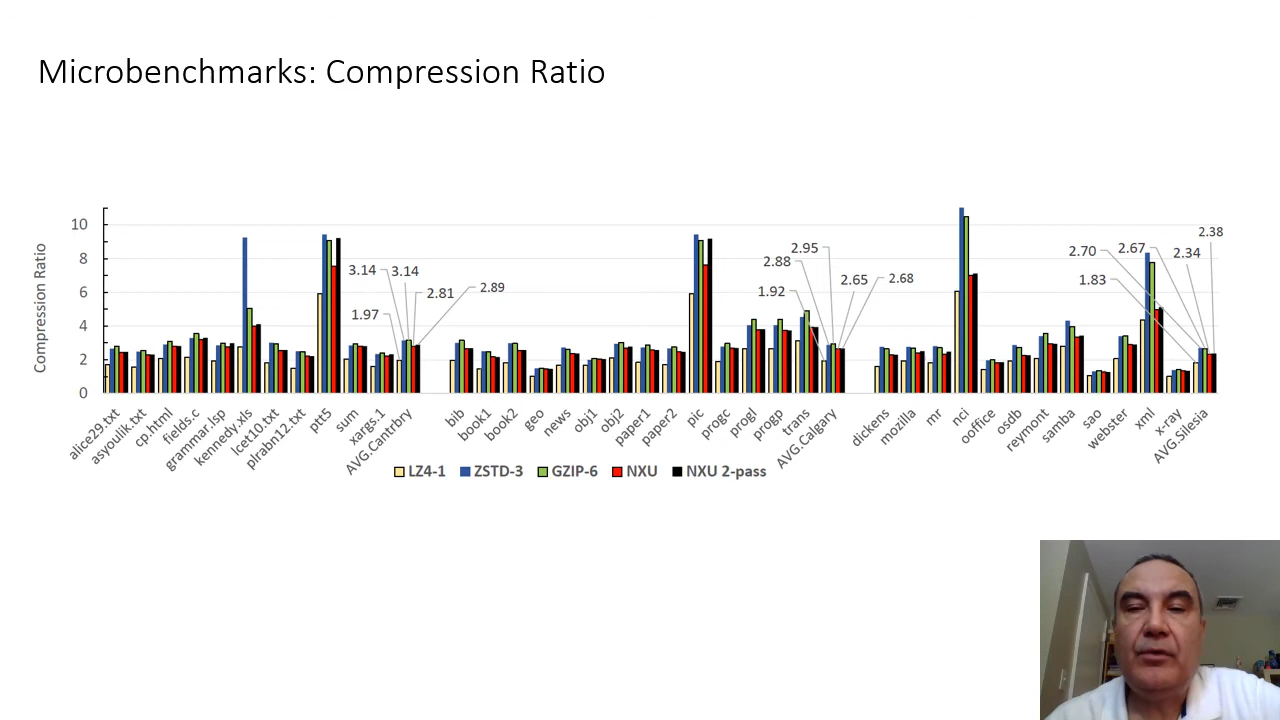 Microbenchmarks: Compression Ratio
Compression Ratio
10
8
6
4
2
0
3.14
3.14
2.81
2.89
1.97
2.95
2.88
2.65
2.68
1.92
2.38
2.70
2.67
2.34
1.83
alice29.txt
asyoulik.txt
cp.html
fields.c
grammar.lsp
kennedy.xls
lcet10.txt
plrabn12.txt
ptt5
sum
xargs.1
AVG.Cantrbry
bib
book1
book2
geo
news
obj1
obj2
paper1
paper2
pic
progc
progl
progp
trans
AVG.Calgary
dickens
mozilla
mr
nci
ooffice
osdb
reymont
samba
sao
webster
xml
x-ray
AVG.Silesia
LZ4-1 ZSTD-3 GZIP-6 NXU NXU 2-pass